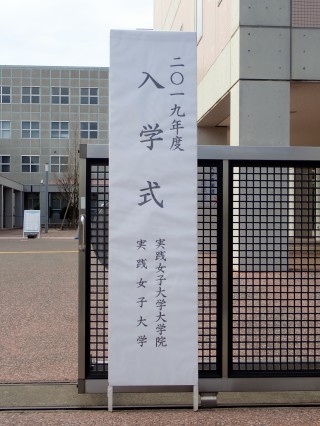 二〇一九年度
入学式
実践女子大学大学院
実践女子大学